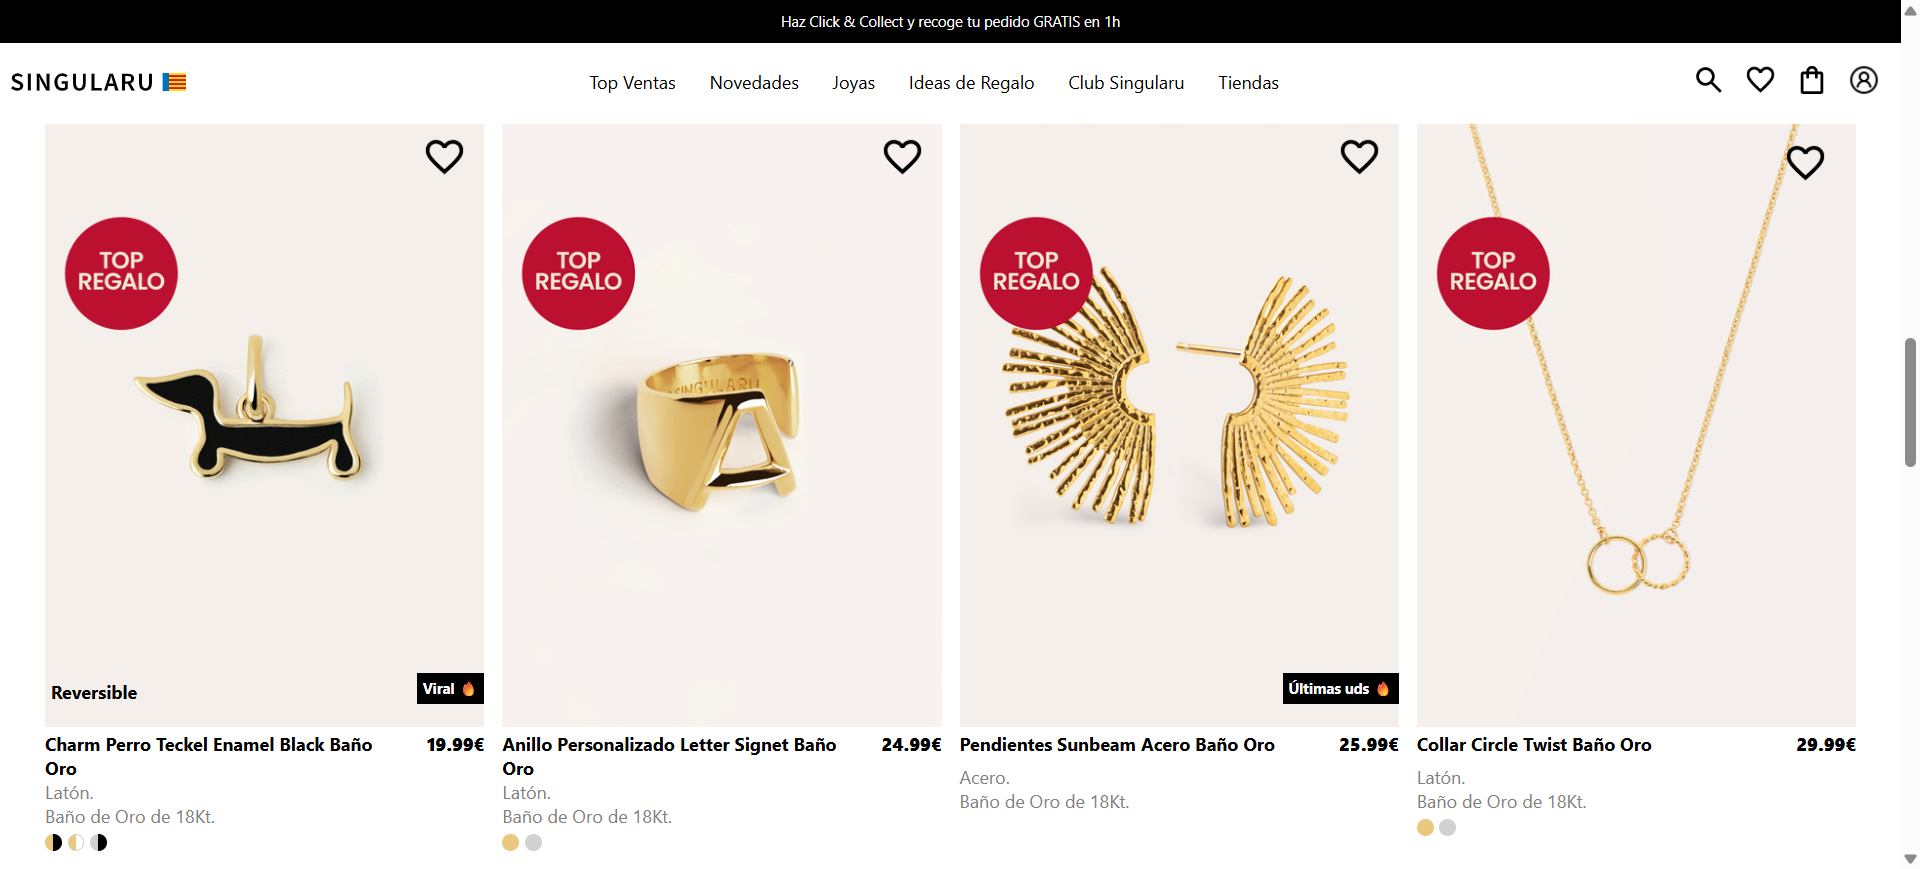 Haz Click & Collect y recoge tu pedido GRATIS en 1h
SINGULARU
Top Ventas
Novedades
Joyas
Ideas de Regalo
Club Singularu
Tiendas
TOP
REGALO
SINGULARU
TOP
REGALO
TOP
REGALO
TOP
REGALO
Reversible
Viral
Últimas uds
Charm Perro Teckel Enamel Black Baño
Oro
19.99€
Latón.
Baño de Oro de 18Kt.
Anillo Personalizado Letter Signet Baño
Oro
24.99€
Latón.
Baño de Oro de 18Kt.
Pendientes Sunbeam Acero Baño Oro
25.99€
Acero.
Baño de Oro de 18Kt.
Collar Circle Twist Baño Oro
29.99€
Latón.
Baño de Oro de 18Kt.